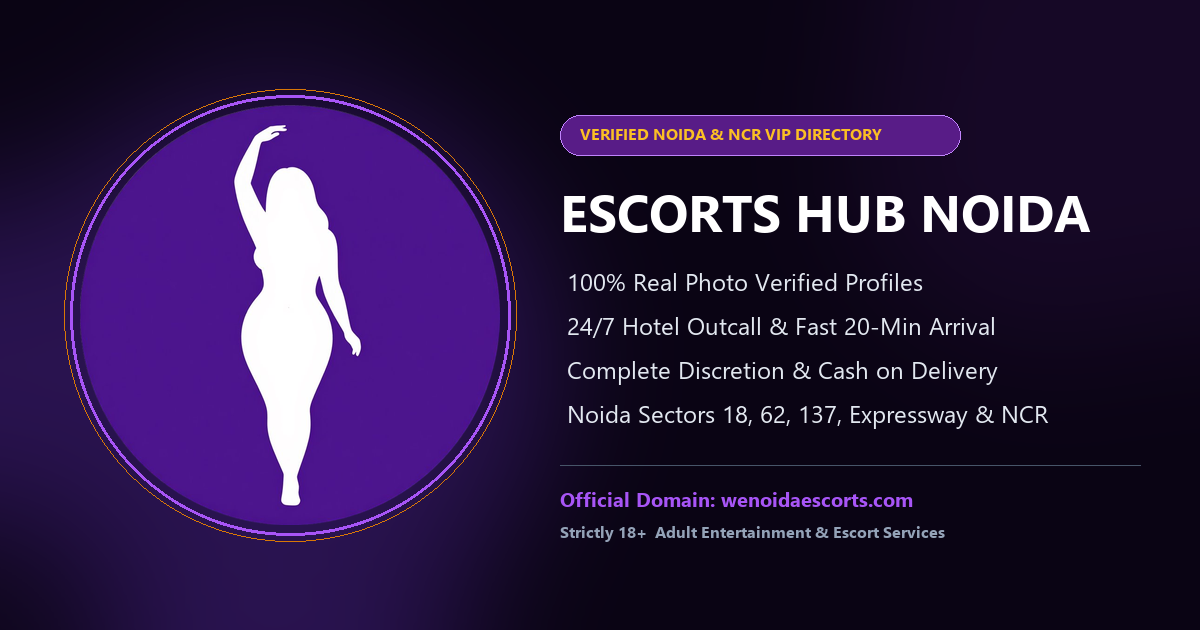 VERIFIED NOIDA & NCR VIP DIRECTORY
ESCORTS HUB NOIDA
100% Real Photo Verified Profiles
24/7 Hotel Outcall & Fast 20-Min Arrival
Complete Discretion & Cash on Delivery
Noida Sectors 18, 62, 137, Expressway & NCR
Official Domain: wenoidaescorts.com
Strictly 18+ Adult Entertainment & Escort Services